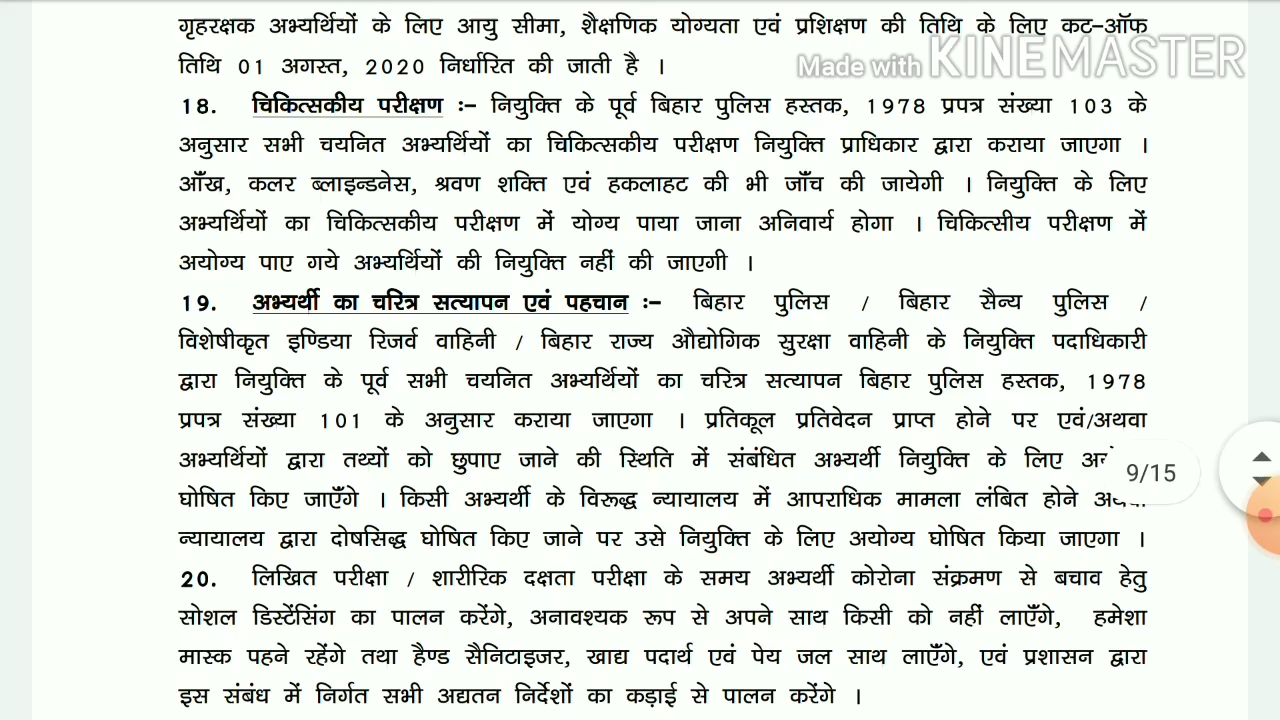 गृहरक्षक अभ्यर्थियों के लिए आयु सीमा, शैक्षणिक योग्यता एवं प्रशिक्षण की तिथि के लिए कट–ऑफ
तिथि 01 अगस्त, 2020 निर्धारित की जाती है ।
Made with KINEMASTER
18. चिकित्सकीय परीक्षण :– नियुक्ति के पूर्व बिहार पुलिस हस्तक, 1978 प्रपत्र संख्या 103 के
अनुसार सभी चयनित अभ्यर्थियों का चिकित्सकीय परीक्षण नियुक्ति प्राधिकार द्वारा कराया जाएगा ।
आँख, कलर ब्लाइन्डनेस, श्रवण शक्ति एवं हकलाहट की भी जाँच की जायेगी । नियुक्ति के लिए
अभ्यर्थियों का चिकित्सकीय परीक्षण में योग्य पाया जाना अनिवार्य होगा । चिकित्सीय परीक्षण में
अयोग्य पाए गये अभ्यर्थियों की नियुक्ति नहीं की जाएगी ।
19. अभ्यर्थी का चरित्र सत्यापन एवं पहचान :– बिहार पुलिस / बिहार सैन्य पुलिस /
विशेषीकृत इण्डिया रिजर्व वाहिनी / बिहार राज्य औद्योगिक सुरक्षा वाहिनी के नियुक्ति पदाधिकारी
द्वारा नियुक्ति के पूर्व सभी चयनित अभ्यर्थियों का चरित्र सत्यापन बिहार पुलिस हस्तक, 1978
प्रपत्र संख्या 101 के अनुसार कराया जाएगा । प्रतिकूल प्रतिवेदन प्राप्त होने पर एवं/अथवा
अभ्यर्थियों द्वारा तथ्यों को छुपाए जाने की स्थिति में संबंधित अभ्यर्थी नियुक्ति के लिए
9/15
घोषित किए जाएँगे । किसी अभ्यर्थी के विरूद्ध न्यायालय में आपराधिक मामला लंबित होने अथवा
न्यायालय द्वारा दोषसिद्ध घोषित किए जाने पर उसे नियुक्ति के लिए अयोग्य घोषित किया जाएगा ।
20. लिखित परीक्षा / शारीरिक दक्षता परीक्षा के समय अभ्यर्थी कोरोना संक्रमण से बचाव हेतु
सोशल डिस्टेंसिंग का पालन करेंगे, अनावश्यक रूप से अपने साथ किसी को नहीं लाएँगे, हमेशा
मास्क पहने रहेंगे तथा हैण्ड सैनिटाइजर, खाद्य पदार्थ एवं पेय जल साथ लाएँगे, एवं प्रशासन द्वारा
इस संबंध में निर्गत सभी अद्यतन निर्देशों का कड़ाई से पालन करेंगे ।